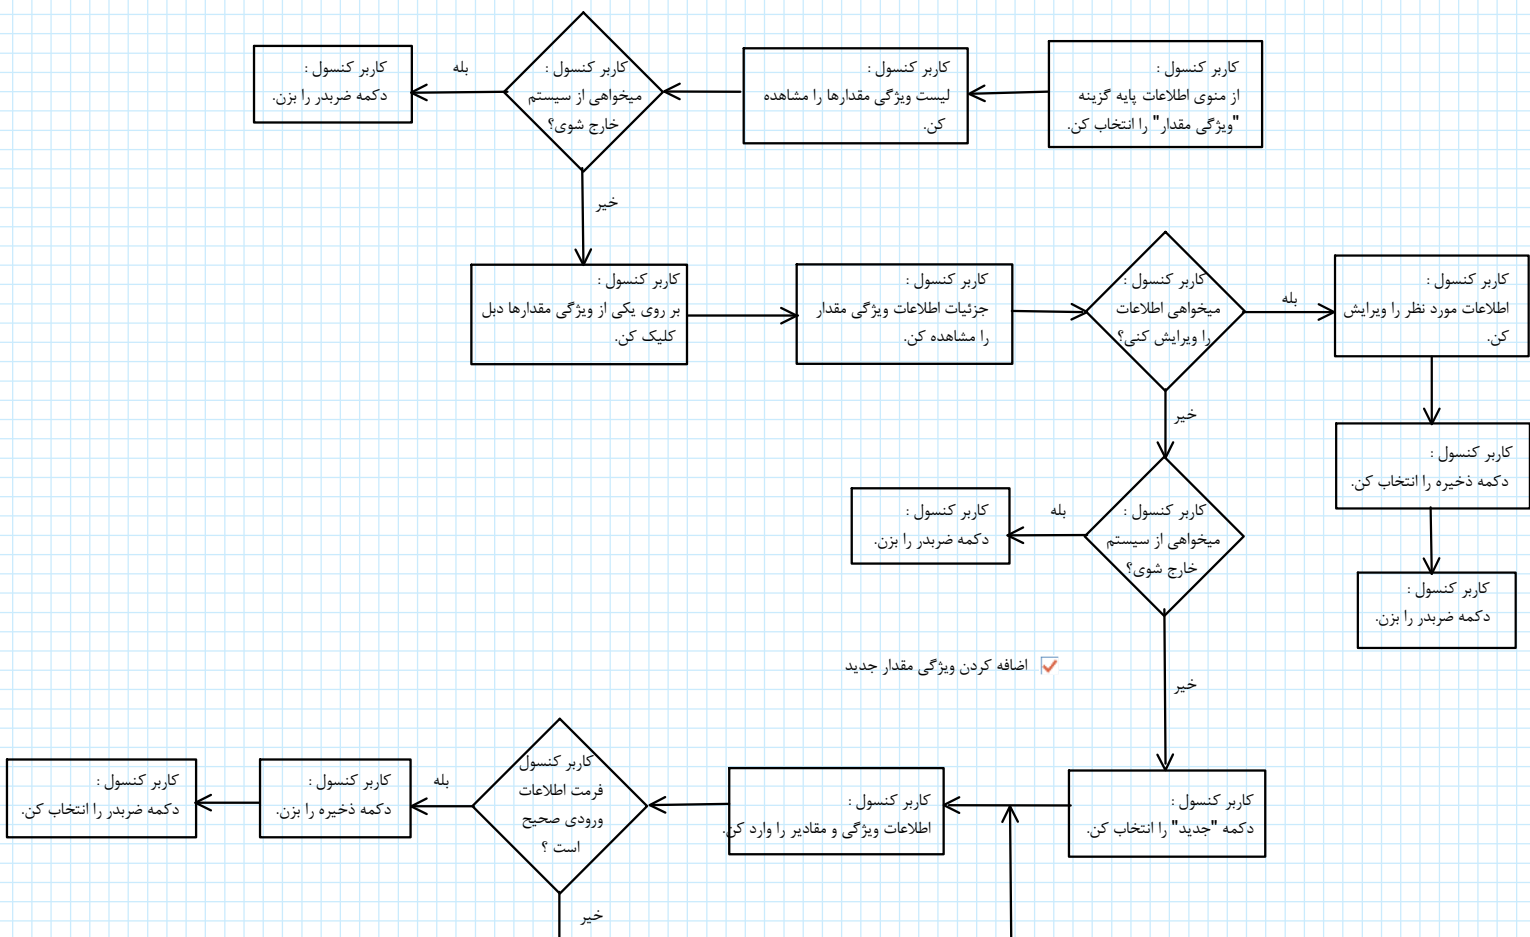 کاربر کنسول :
از منوی اطلاعات پایه گزینه
"ویژگی مقدار" را انتخاب کن.
کاربر کنسول :
لیست ویژگی مقدارها را مشاهده
کن.
کاربر کنسول :
میخواهی از سیستم
خارج شوی؟
بله
کاربر کنسول :
دکمه ضربدر را بزن.
خیر
کاربر کنسول :
بر روی یکی از ویژگی مقدارها دبل
کلیک کن.
کاربر کنسول :
جزئیات اطلاعات ویژگی مقدار
را مشاهده کن.
کاربر کنسول :
میخواهی اطلاعات
را ویرایش کنی؟
بله
کاربر کنسول :
اطلاعات مورد نظر را ویرایش
کن.
کاربر کنسول :
دکمه ذخیره را انتخاب کن.
کاربر کنسول :
دکمه ضربدر را بزن.
خیر
کاربر کنسول :
میخواهی از سیستم
خارج شوی؟
بله
کاربر کنسول :
دکمه ضربدر را بزن.
خیر
اضافه کردن ویژگی مقدار جدید
کاربر کنسول :
دکمه "جدید" را انتخاب کن.
کاربر کنسول :
اطلاعات ویژگی و مقادیر را وارد کن.
کاربر کنسول
فرمت اطلاعات
ورودی صحیح
است ؟
بله
کاربر کنسول :
دکمه ذخیره را بزن.
کاربر کنسول :
دکمه ضربدر را انتخاب کن.
خیر